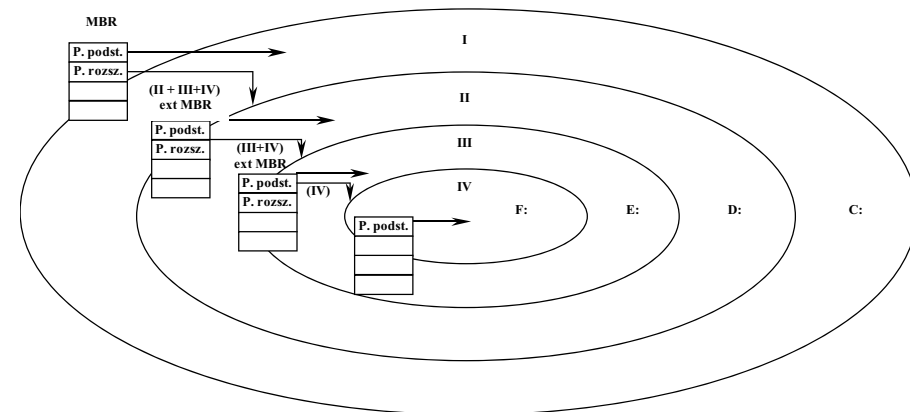 MBR
I
P. podst.
P. rozsz.
(II + III+IV)
ext MBR
II
P. podst.
P. rozsz.
(III+IV)
ext MBR
III
P. podst.
(IV)
P. rozsz.
IV
F:
E:
D:
C:
P. podst.